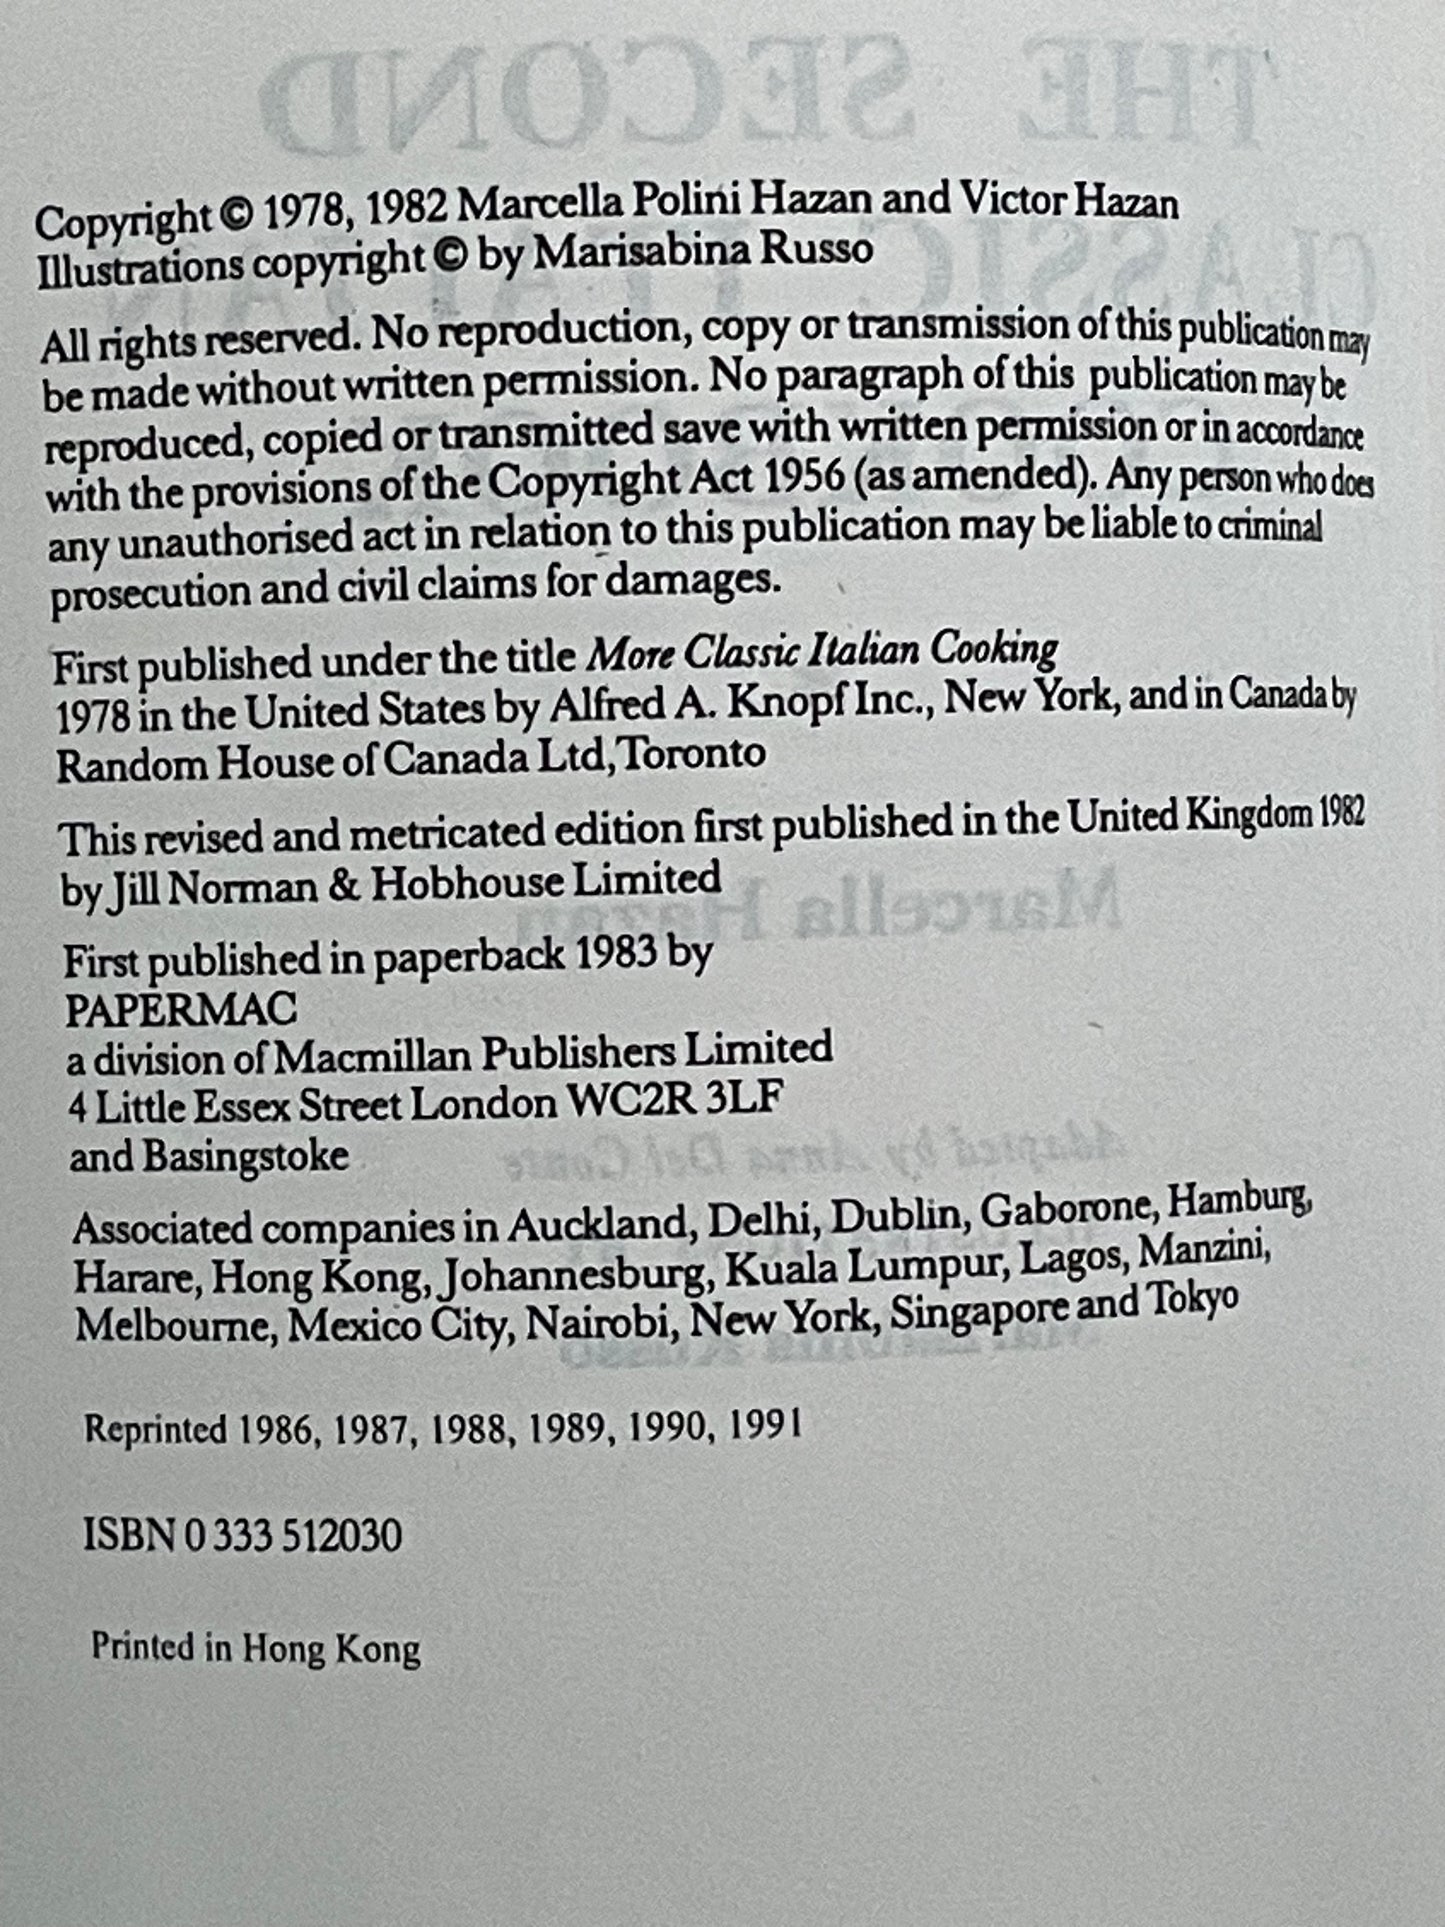 Copyright © 1978, 1982 Marcella Polini Hazan and Victor Hazan
Illustrations copyright © by Marisabina Russo
All rights reserved. No reproduction, copy or transmission of this publication may
be made without written permission. No paragraph of this publication may be
reproduced, copied or transmitted save with written permission or in accordance
with the provisions of the Copyright Act 1956 (as amended). Any person who does
any unauthorised act in relation to this publication may be liable to criminal
prosecution and civil claims for damages.
First published under the title More Classic Italian Cooking
1978 in the United States by Alfred A. Knopf Inc., New York, and in Canada by
Random House of Canada Ltd, Toronto
This revised and metricated edition first published in the United Kingdom 1982
by Jill Norman & Hobhouse Limited
First published in paperback 1983 by
PAPERMAC
a division of Macmillan Publishers Limited
4 Little Essex Street London WC2R 3LF
and Basingstoke
Associated companies in Auckland, Delhi, Dublin, Gaborone, Hamburg,
Harare, Hong Kong, Johannesburg, Kuala Lumpur, Lagos, Manzini,
Melbourne, Mexico City, Nairobi, New York, Singapore and Tokyo
Reprinted 1986, 1987, 1988, 1989, 1990, 1991
ISBN 0 333 512030
Printed in Hong Kong